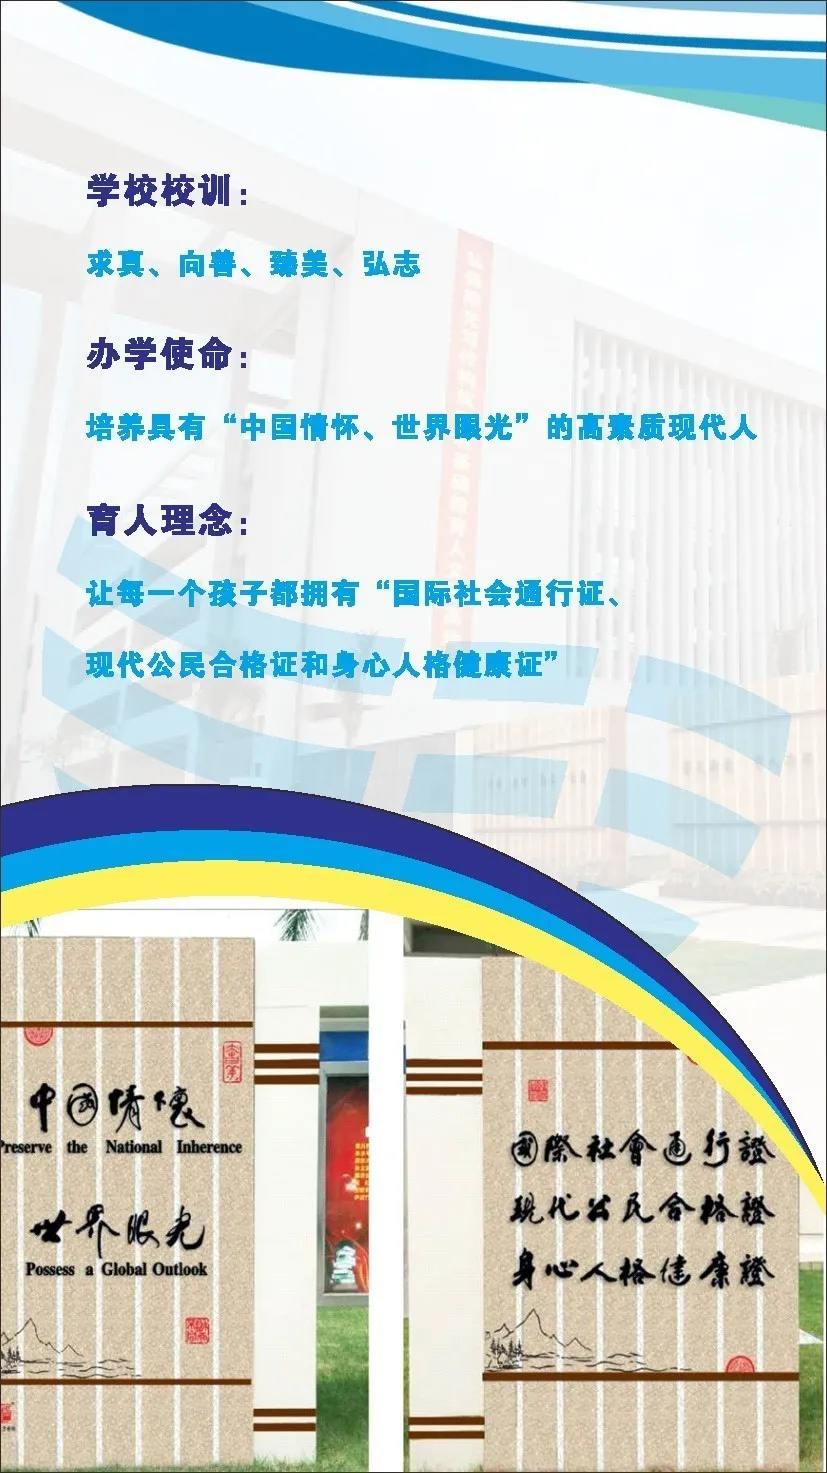 学校校训：
求真、向善、臻美、弘志
办学使命：
培养具有“中国情怀、世界眼光”的高素质现代人
育人理念：
让每一个孩子都拥有“国际社会通行证、
现代公民合格证和身心人格健康证”
中國情懷
Preserve the National Inherence
世界眼光
Possess a Global Outlook
國際社會通行證
現代公民合格證
身心人格健康證